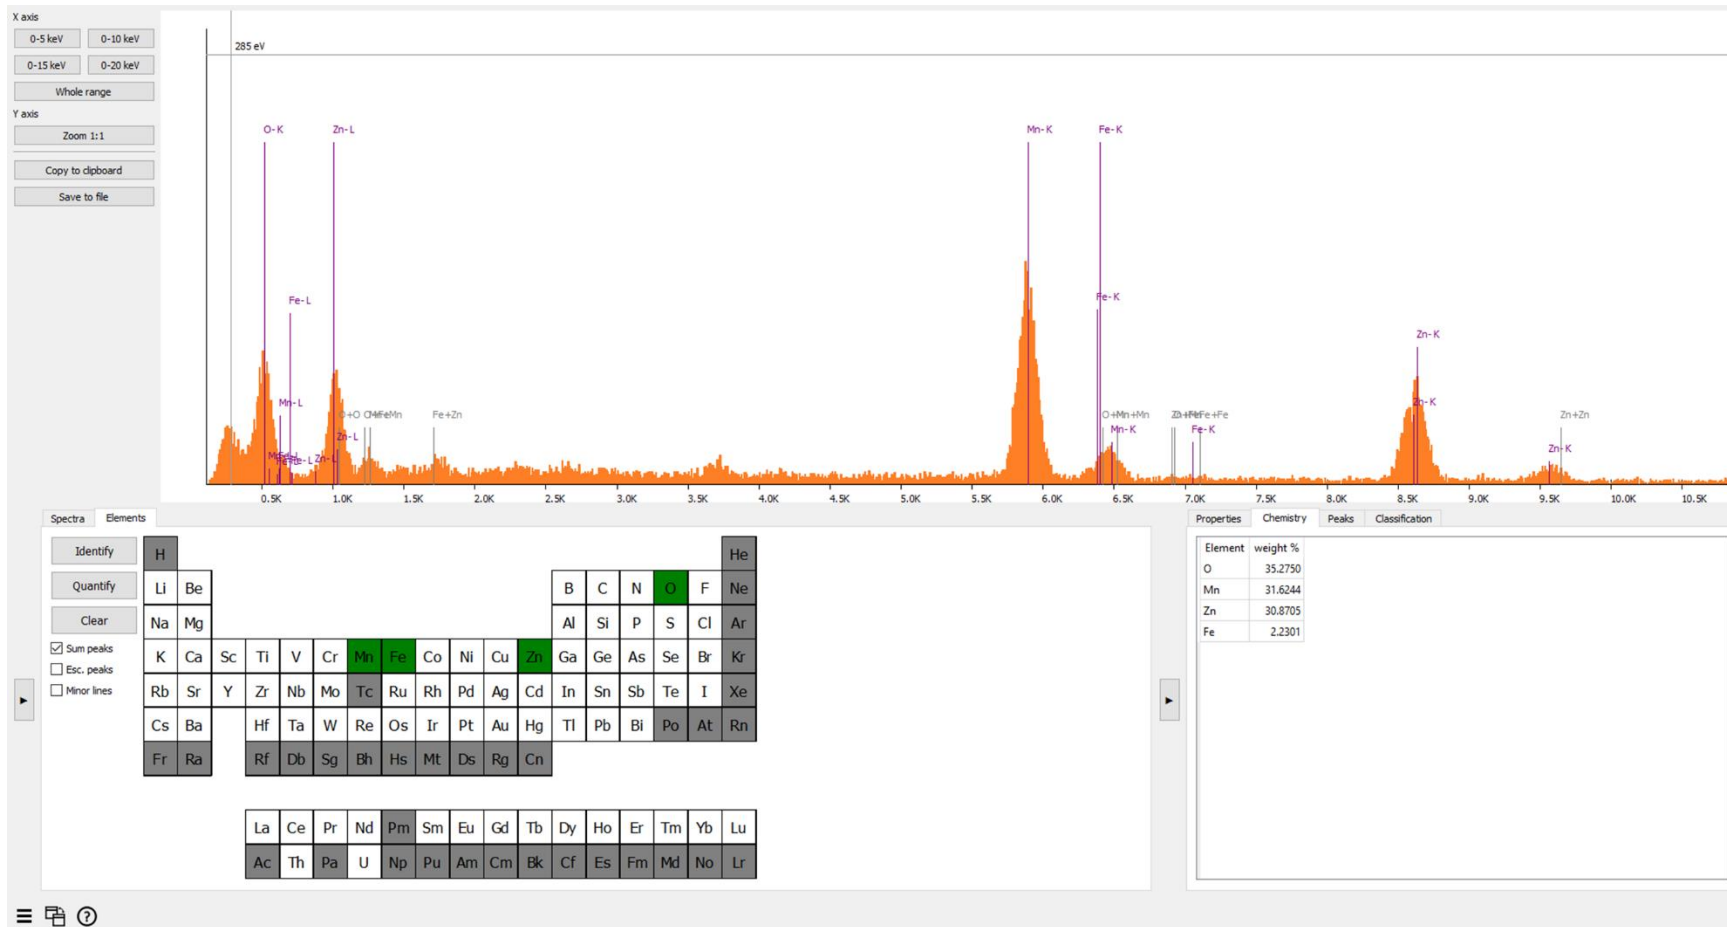 X axis
0-5 keV 0-10 keV
0-15 keV 0-20 keV
Whole range
Y axis
Zoom 1:1
Copy to clipboard
Save to file
285 eV
O-K Zn-L Mn-K Fe-K
Fe-L Fe-K
Zn-K
Mn-L Zn-K
O+O Fe+Zn Zn+Zn
Zn-L Mn-K Fe-K Zn-K
Zn-L
0.5K 1.0K 1.5K 2.0K 2.5K 3.0K 3.5K 4.0K 4.5K 5.0K 5.5K 6.0K 6.5K 7.0K 7.5K 8.0K 8.5K 9.0K 9.5K 10.0K 10.5K
Spectra Elements
Identify
Quantify
Clear
Sum peaks
Esc. peaks
Minor lines
H He
Li Be B C N O F Ne
Na Mg Al Si P S Cl Ar
K Ca Sc Ti V Cr Mn Fe Co Ni Cu Zn Ga Ge As Se Br Kr
Rb Sr Y Zr Nb Mo Tc Ru Rh Pd Ag Cd In Sn Sb Te I Xe
Cs Ba Hf Ta W Re Os Ir Pt Au Hg Tl Pb Bi Po At Rn
Fr Ra Rf Db Sg Bh Hs Mt Ds Rg Cn
La Ce Pr Nd Pm Sm Eu Gd Tb Dy Ho Er Tm Yb Lu
Ac Th Pa U Np Pu Am Cm Bk Cf Es Fm Md No Lr
Properties Chemistry Peaks Classification
Element weight %
O 35.2750
Mn 31.6244
Zn 30.8705
Fe 2.2301